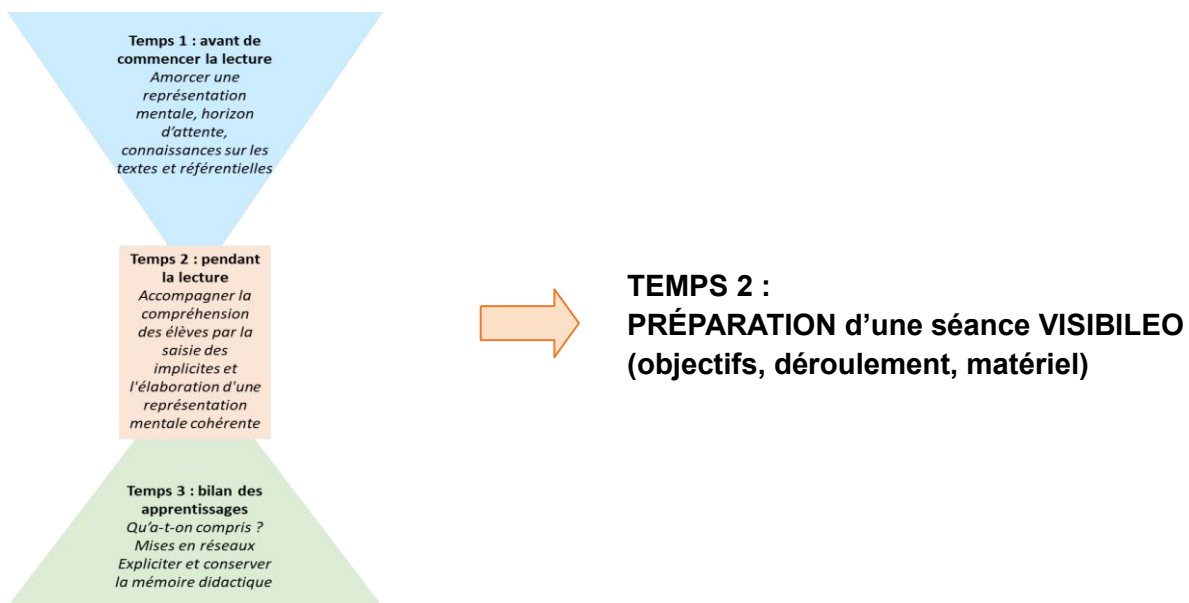 Temps 1 : avant de
commencer la lecture
Amorcer une
représentation
mentale, horizon
d'attente,
connaissances sur les
textes et référentielles
Temps 2 : pendant
la lecture
Accompagner la
compréhension
des élèves par la
saisie des
implicites et
l'élaboration d'une
représentation
mentale cohérente
TEMPS 2 :
PRÉPARATION d'une séance VISIBILEO
(objectifs, déroulement, matériel)
Temps 3 : bilan des
apprentissages
Qu'a-t-on compris ?
Mises en réseaux
Expliciter et conserver
la mémoire didactique